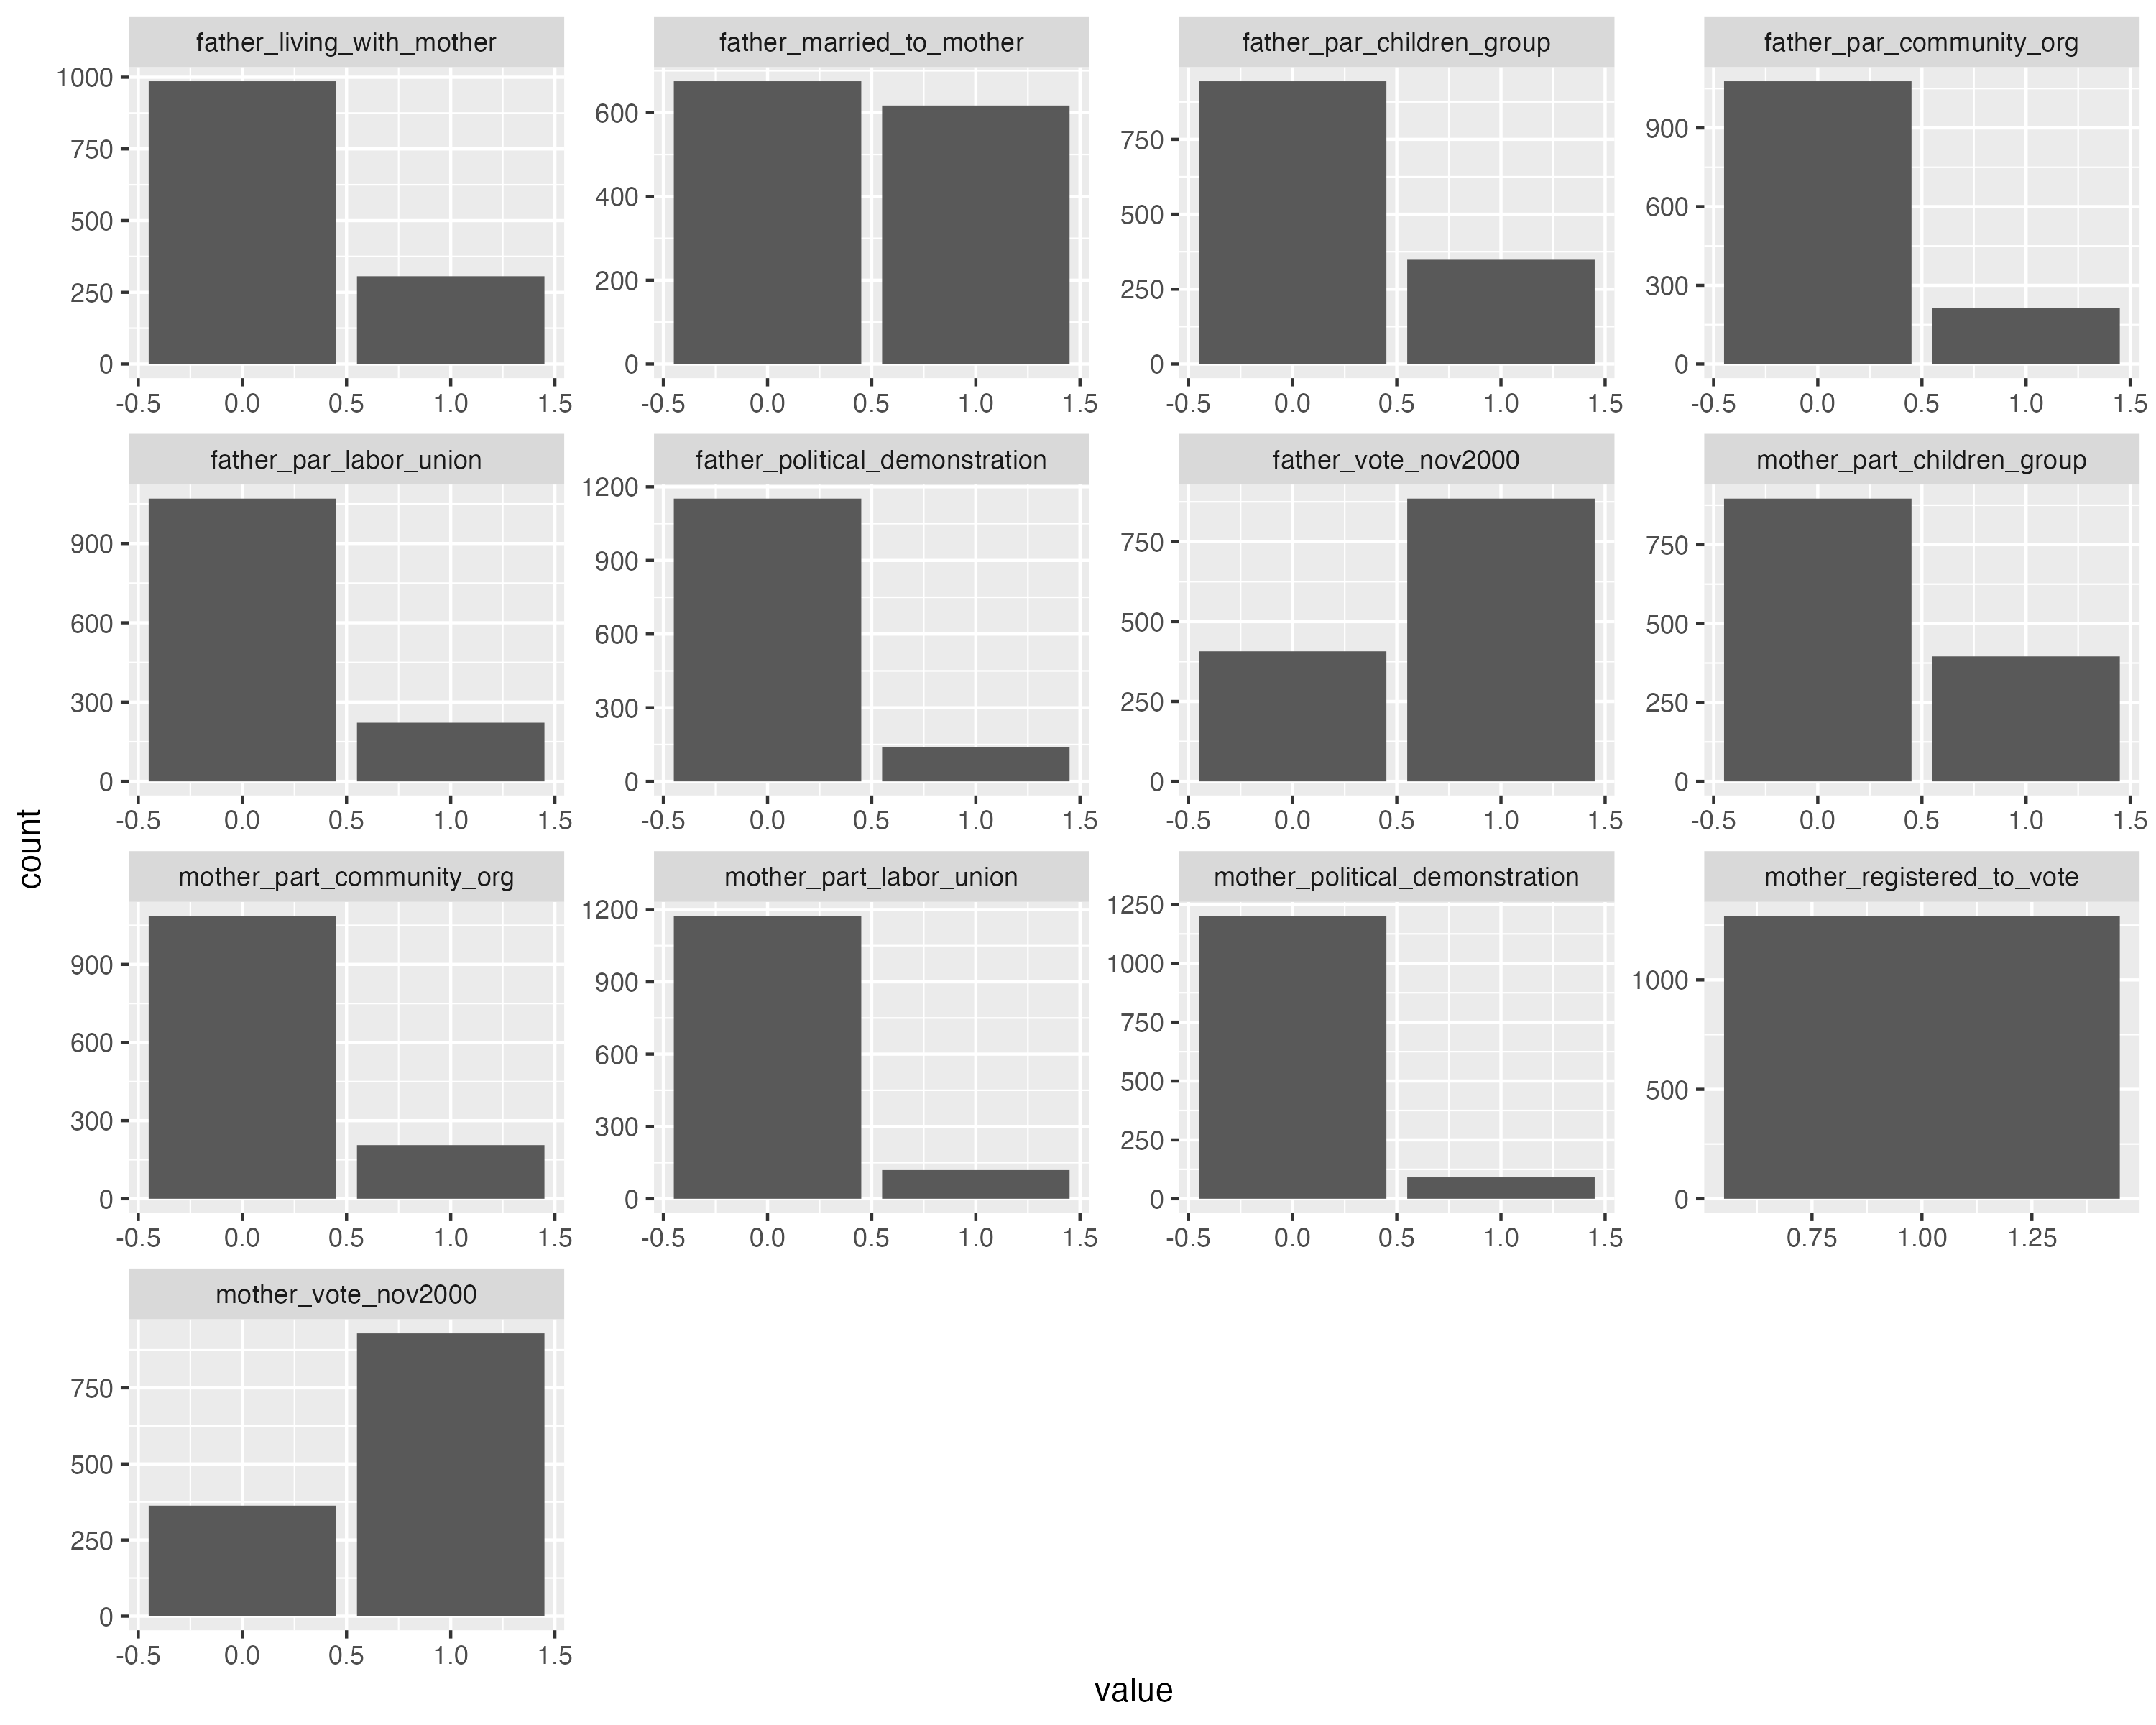 father_living_with_mother
father_married_to_mother
father_par_children_group
father_par_community_org
1000
750
500
250
0
600
400
200
0
750
500
250
0
900
600
300
0
-0.5 0.0 0.5 1.0 1.5
-0.5 0.0 0.5 1.0 1.5
-0.5 0.0 0.5 1.0 1.5
-0.5 0.0 0.5 1.0 1.5
father_par_labor_union
father_political_demonstration
father_vote_nov2000
mother_part_children_group
900
600
300
0
1200
900
600
300
0
750
500
250
0
750
500
250
0
-0.5 0.0 0.5 1.0 1.5
-0.5 0.0 0.5 1.0 1.5
-0.5 0.0 0.5 1.0 1.5
-0.5 0.0 0.5 1.0 1.5
count
mother_part_community_org
mother_part_labor_union
mother_political_demonstration
mother_registered_to_vote
900
600
300
0
1200
900
600
300
0
1250
1000
750
500
250
0
1000
500
0
-0.5 0.0 0.5 1.0 1.5
-0.5 0.0 0.5 1.0 1.5
-0.5 0.0 0.5 1.0 1.5
0.75 1.00 1.25
mother_vote_nov2000
750
500
250
0
-0.5 0.0 0.5 1.0 1.5
value